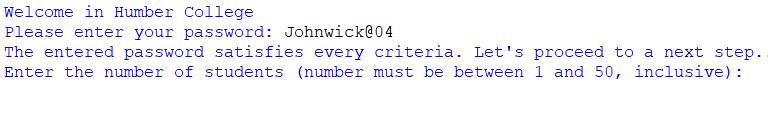 Welcome in Humber College
Please enter your password: Johnwick@04
The entered password satisfies every criteria. Let's proceed to a next step..
Enter the number of students (number must be between 1 and 50, inclusive):